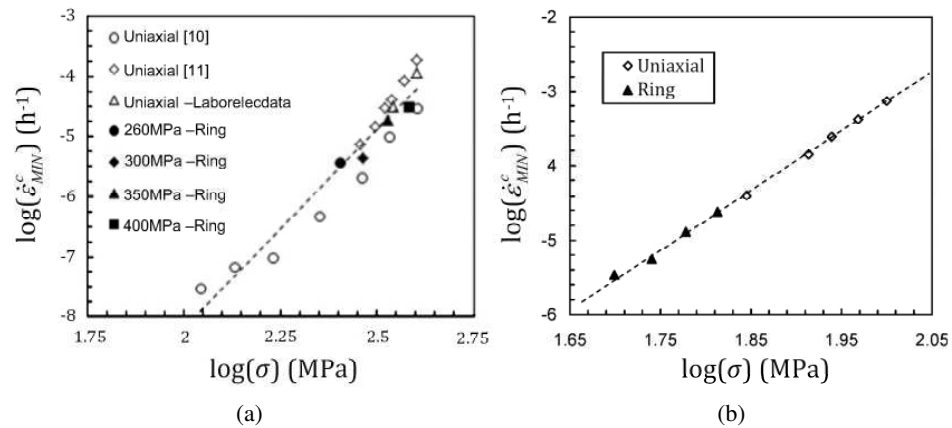 -3
-4
-5
-6
-7
-8
1.75
2
2.25
2.5
2.75
log(ε̇ᶜ_MIN) (h⁻¹)
log(σ) (MPa)
Uniaxial [10]
Uniaxial [11]
Uniaxial –Laborelecdata
260MPa –Ring
300MPa –Ring
350MPa –Ring
400MPa –Ring
(a)
-2
-3
-4
-5
-6
1.65
1.75
1.85
1.95
2.05
log(ε̇ᶜ_MIN) (h⁻¹)
log(σ) (MPa)
Uniaxial
Ring
(b)